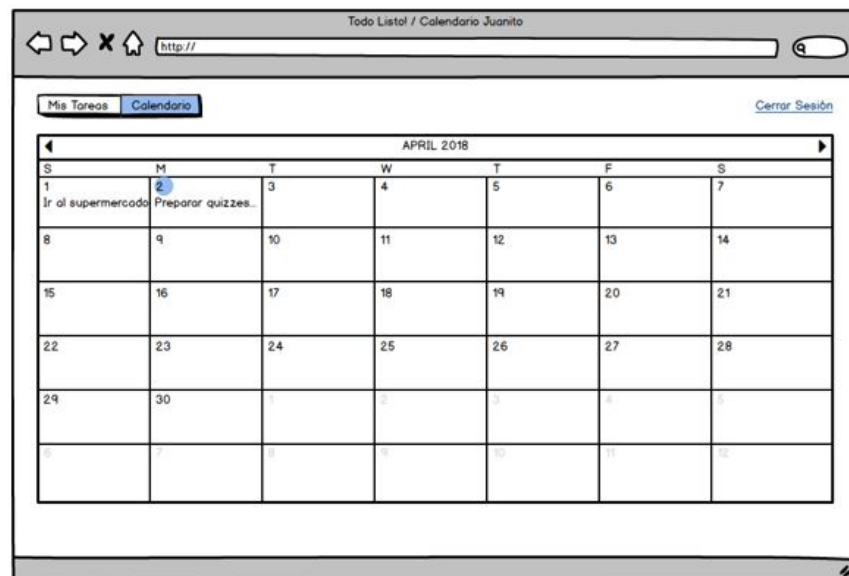 Todo Listo! / Calendario Juanito
http://
Mis Tareas Calendario Cerrar Sesión
APRIL 2018
S M T W T F S
1 2 3 4 5 6 7
Ir al supermercado Preparar quizzes...
8 9 10 11 12 13 14
15 16 17 18 19 20 21
22 23 24 25 26 27 28
29 30 1 2 3 4 5
6 7 8 9 10 11 12